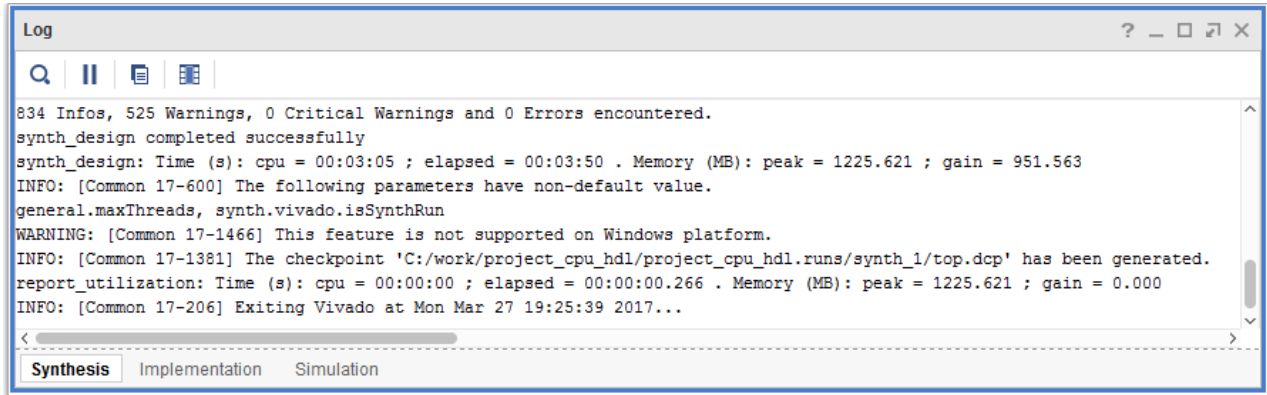 Log
834 Infos, 525 Warnings, 0 Critical Warnings and 0 Errors encountered.
synth_design completed successfully
synth_design: Time (s): cpu = 00:03:05 ; elapsed = 00:03:50 . Memory (MB): peak = 1225.621 ; gain = 951.563
INFO: [Common 17-600] The following parameters have non-default value.
general.maxThreads, synth.vivado.isSynthRun
WARNING: [Common 17-1466] This feature is not supported on Windows platform.
INFO: [Common 17-1381] The checkpoint 'C:/work/project_cpu_hdl/project_cpu_hdl.runs/synth_1/top.dcp' has been generated.
report_utilization: Time (s): cpu = 00:00:00 ; elapsed = 00:00:00.266 . Memory (MB): peak = 1225.621 ; gain = 0.000
INFO: [Common 17-206] Exiting Vivado at Mon Mar 27 19:25:39 2017...
Synthesis Implementation Simulation